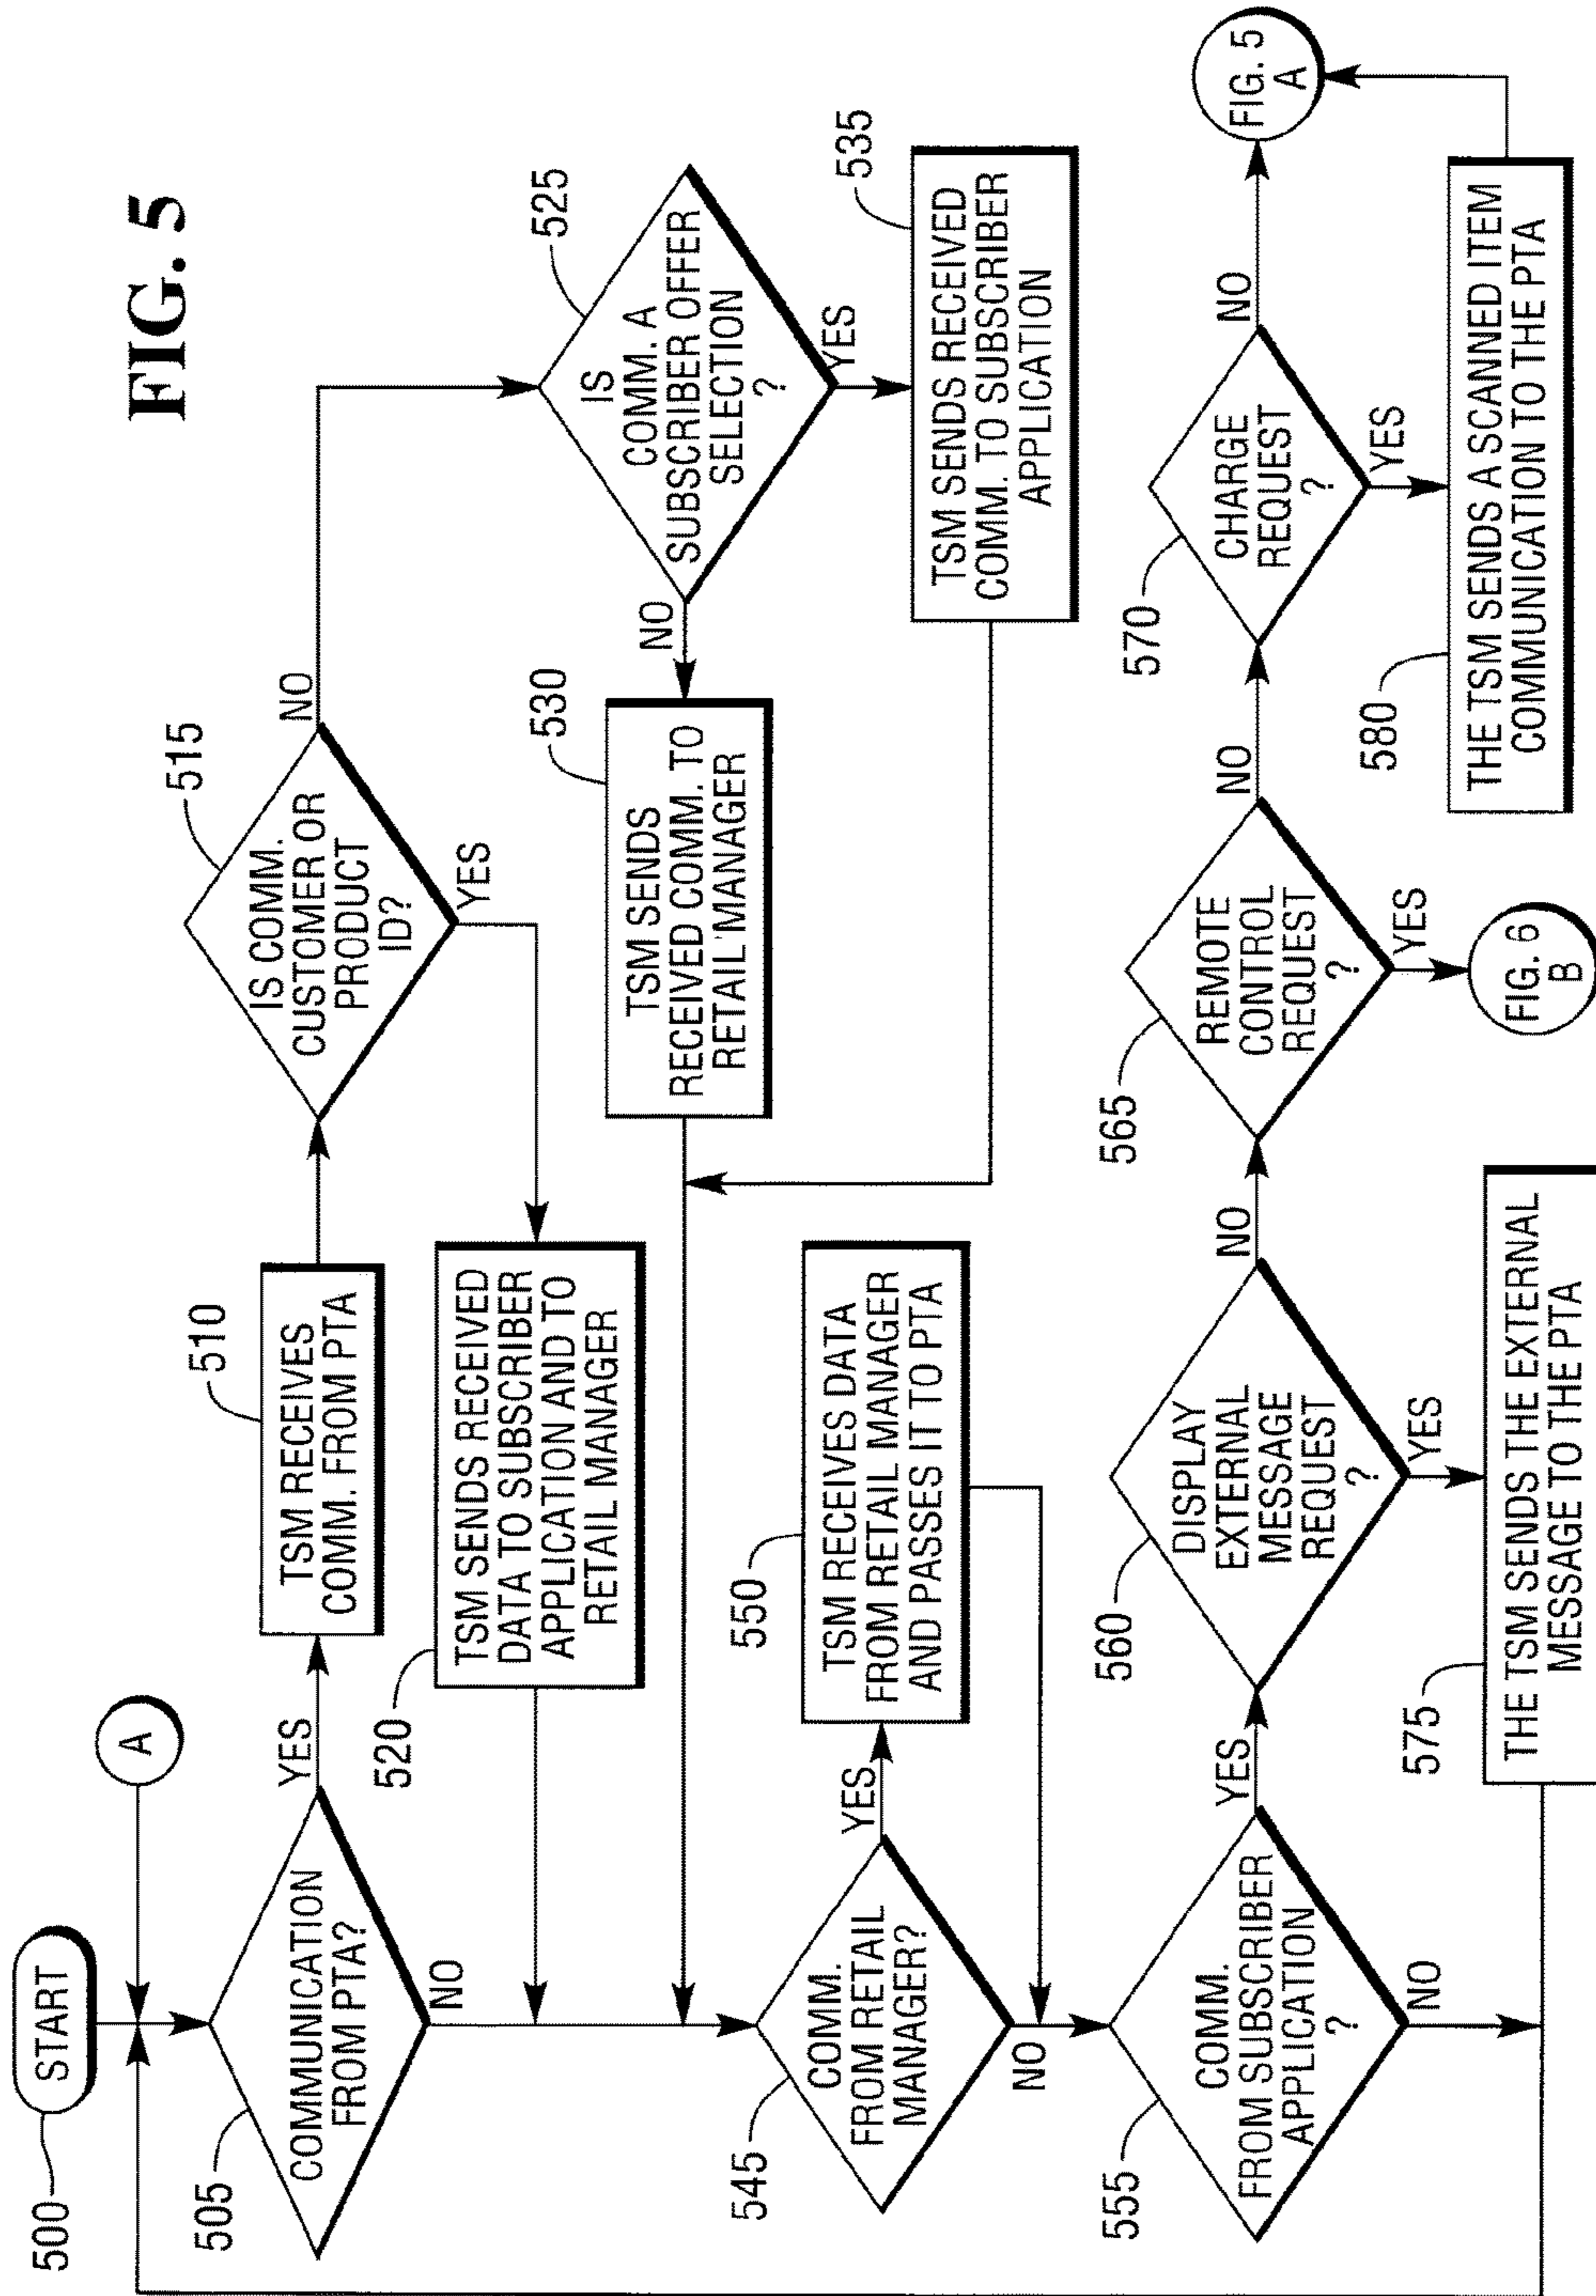 FIG. 5
500
START
A
505
COMMUNICATION
FROM PTA?
YES
NO
510
TSM RECEIVES
COMM. FROM PTA
515
IS COMM.
CUSTOMER OR
PRODUCT
ID?
NO
YES
520
TSM SENDS RECEIVED
DATA TO SUBSCRIBER
APPLICATION AND TO
RETAIL MANAGER
525
IS
COMM. A
SUBSCRIBER OFFER
SELECTION
?
NO
YES
530
TSM SENDS
RECEIVED COMM. TO
RETAIL MANAGER
535
TSM SENDS RECEIVED
COMM. TO SUBSCRIBER
APPLICATION
545
COMM.
FROM RETAIL
MANAGER?
YES
NO
550
TSM RECEIVES DATA
FROM RETAIL MANAGER
AND PASSES IT TO PTA
555
COMM.
FROM SUBSCRIBER
APPLICATION
?
YES
NO
560
DISPLAY
EXTERNAL
MESSAGE
REQUEST
?
NO
YES
565
REMOTE
CONTROL
REQUEST
?
NO
YES
570
CHARGE
REQUEST
?
NO
YES
FIG. 5
A
575
THE TSM SENDS THE EXTERNAL
MESSAGE TO THE PTA
FIG. 6
B
580
THE TSM SENDS A SCANNED ITEM
COMMUNICATION TO THE PTA